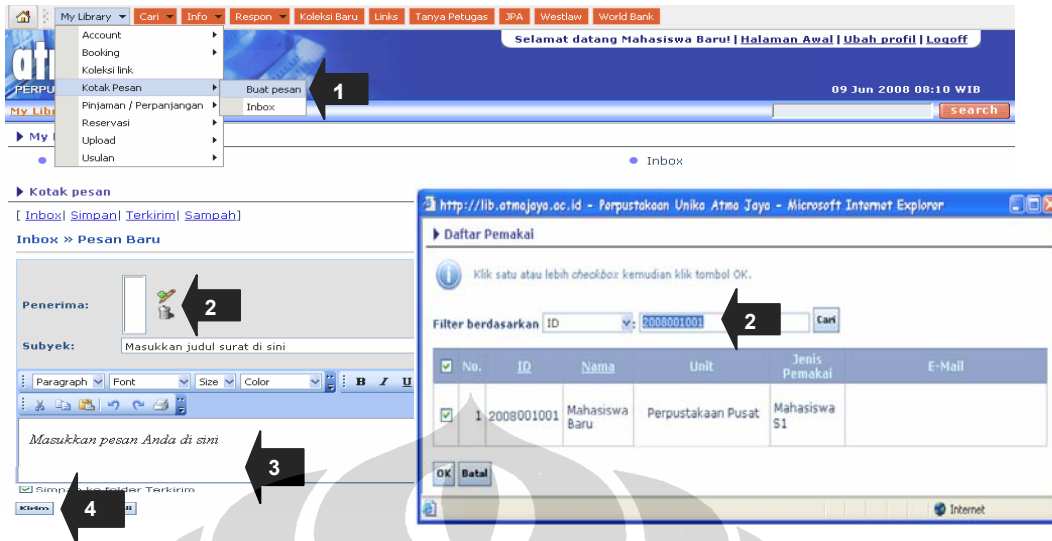 My Library Cari Info Respon Koleksi Baru Links Tanya Petugas JPA Westlaw World Bank
Selamat datang Mahasiswa Baru! | Halaman Awal | Ubah profil | Logoff
Account
Booking
Koleksi link
Kotak Pesan
Pinjaman / Perpanjangan
Reservasi
Upload
Usulan
Buat pesan
Inbox
1
PERPU
09 Jun 2008 08:10 WIB
My Libr
search
My
Inbox
Kotak pesan
[ Inbox| Simpan| Terkirim| Sampah]
Inbox » Pesan Baru
Penerima:
2
Subyek: Masukkan judul surat di sini
Paragraph Font Size Color B I U
Masukkan pesan Anda di sini
3
Simpan ke folder Terkirim
Kirim
4
http://lib.atmajaya.ac.id - Perpustakaan Unika Atma Jaya - Microsoft Internet Explorer
Daftar Pemakai
Klik satu atau lebih checkbox kemudian klik tombol OK.
Filter berdasarkan ID : 2008001001 2 Cari
No. ID Nama Unit Jenis Pemakai E-Mail
1 2008001001 Mahasiswa Baru Perpustakaan Pusat Mahasiswa S1
OK Batal
Internet